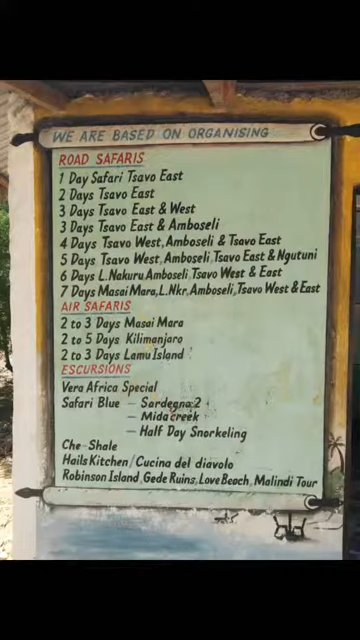 WE ARE BASED ON ORGANISING
ROAD SAFARIS
1 Day Safari Tsavo East
2 Days Tsavo East
3 Days Tsavo East & West
3 Days Tsavo East & Amboseli
4 Days Tsavo West, Amboseli & Tsavo East
5 Days Tsavo West, Amboseli, Tsavo East & Ngutuni
6 Days L.Nakuru, Amboseli, Tsavo West & East
7 Days Masai Mara, L.Nkr, Amboseli, Tsavo West & East
AIR SAFARIS
2 to 3 Days Masai Mara
2 to 5 Days Kilimanjaro
2 to 3 Days Lamu Island
ESCURSIONS
Vera Africa Special
Safari Blue - Sardegna 2
- Mida creek
- Half Day Snorkeling
Che-Shale
Hails Kitchen/Cucina del diavolo
Robinson Island, Gede Ruins, Love Beach, Malindi Tour